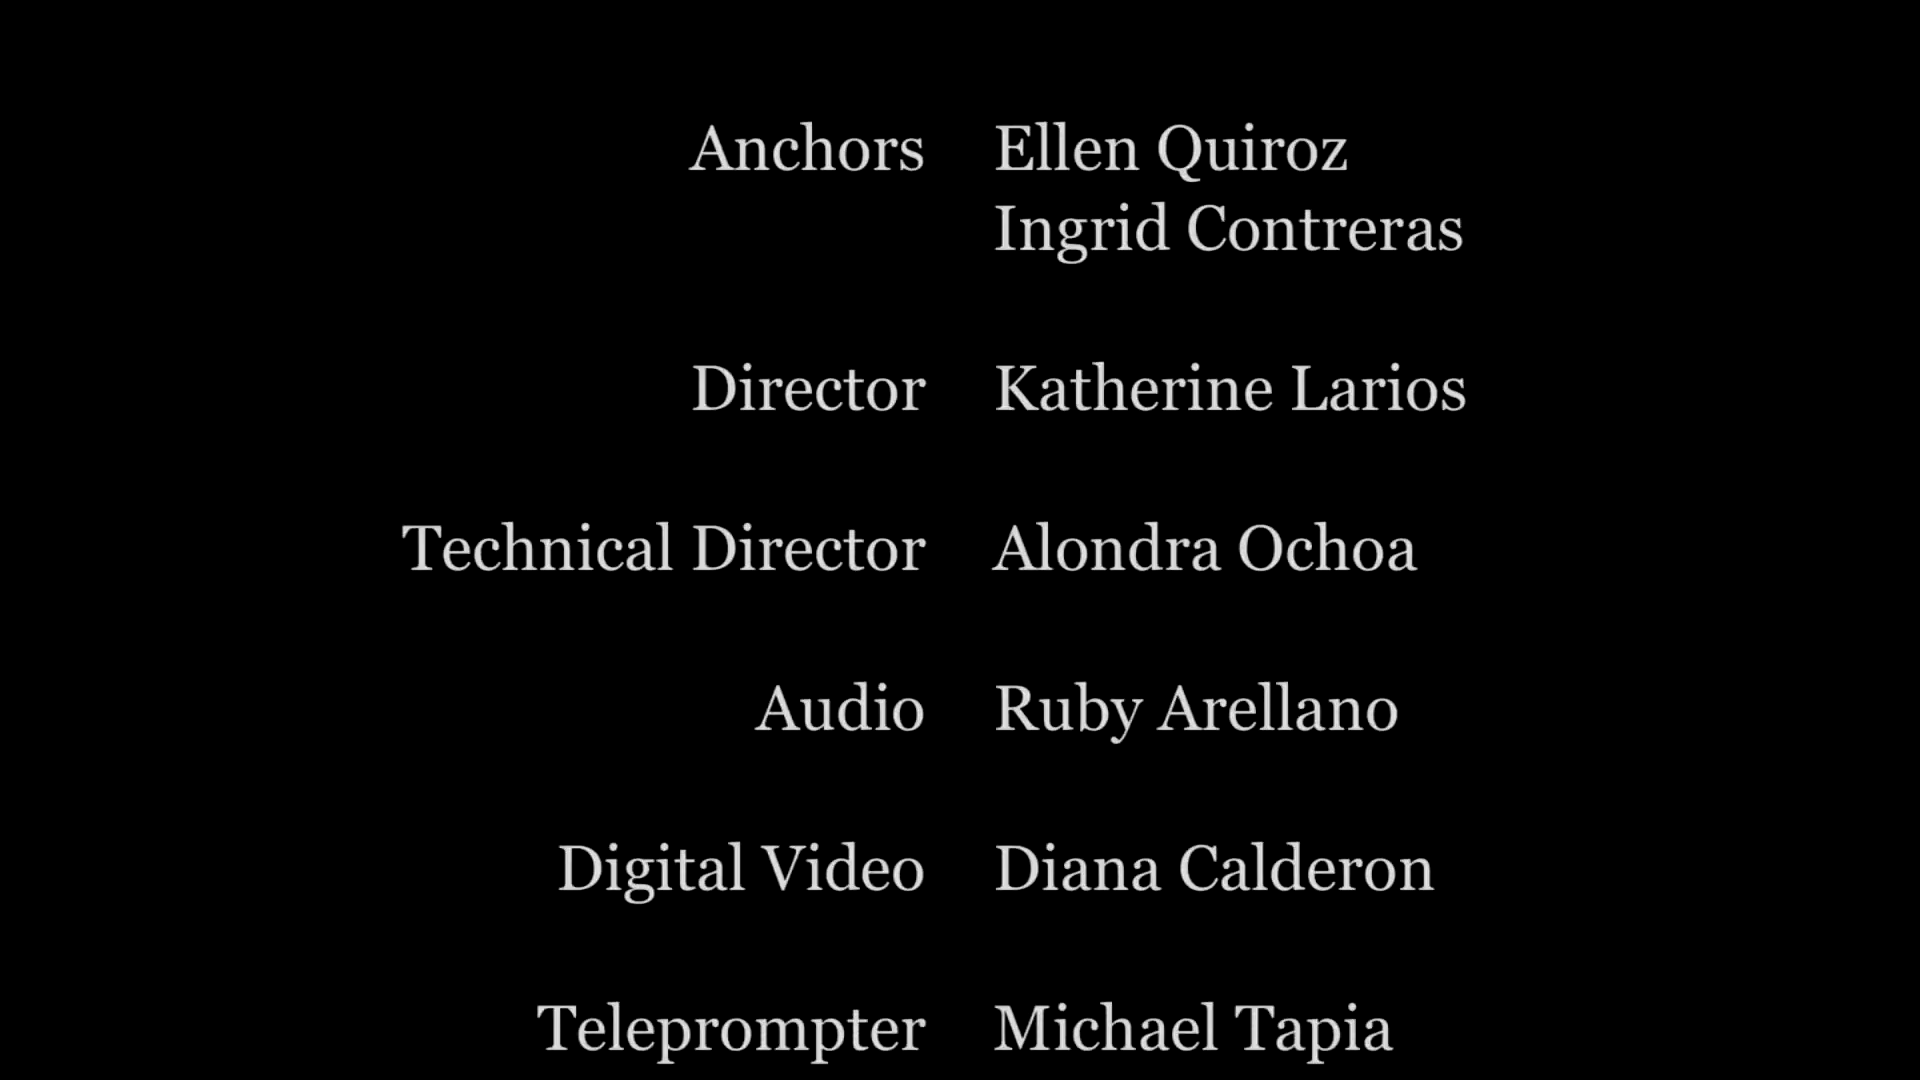 Anchors Ellen Quiroz
Ingrid Contreras
Director Katherine Larios
Technical Director Alondra Ochoa
Audio Ruby Arellano
Digital Video Diana Calderon
Teleprompter Michael Tapia